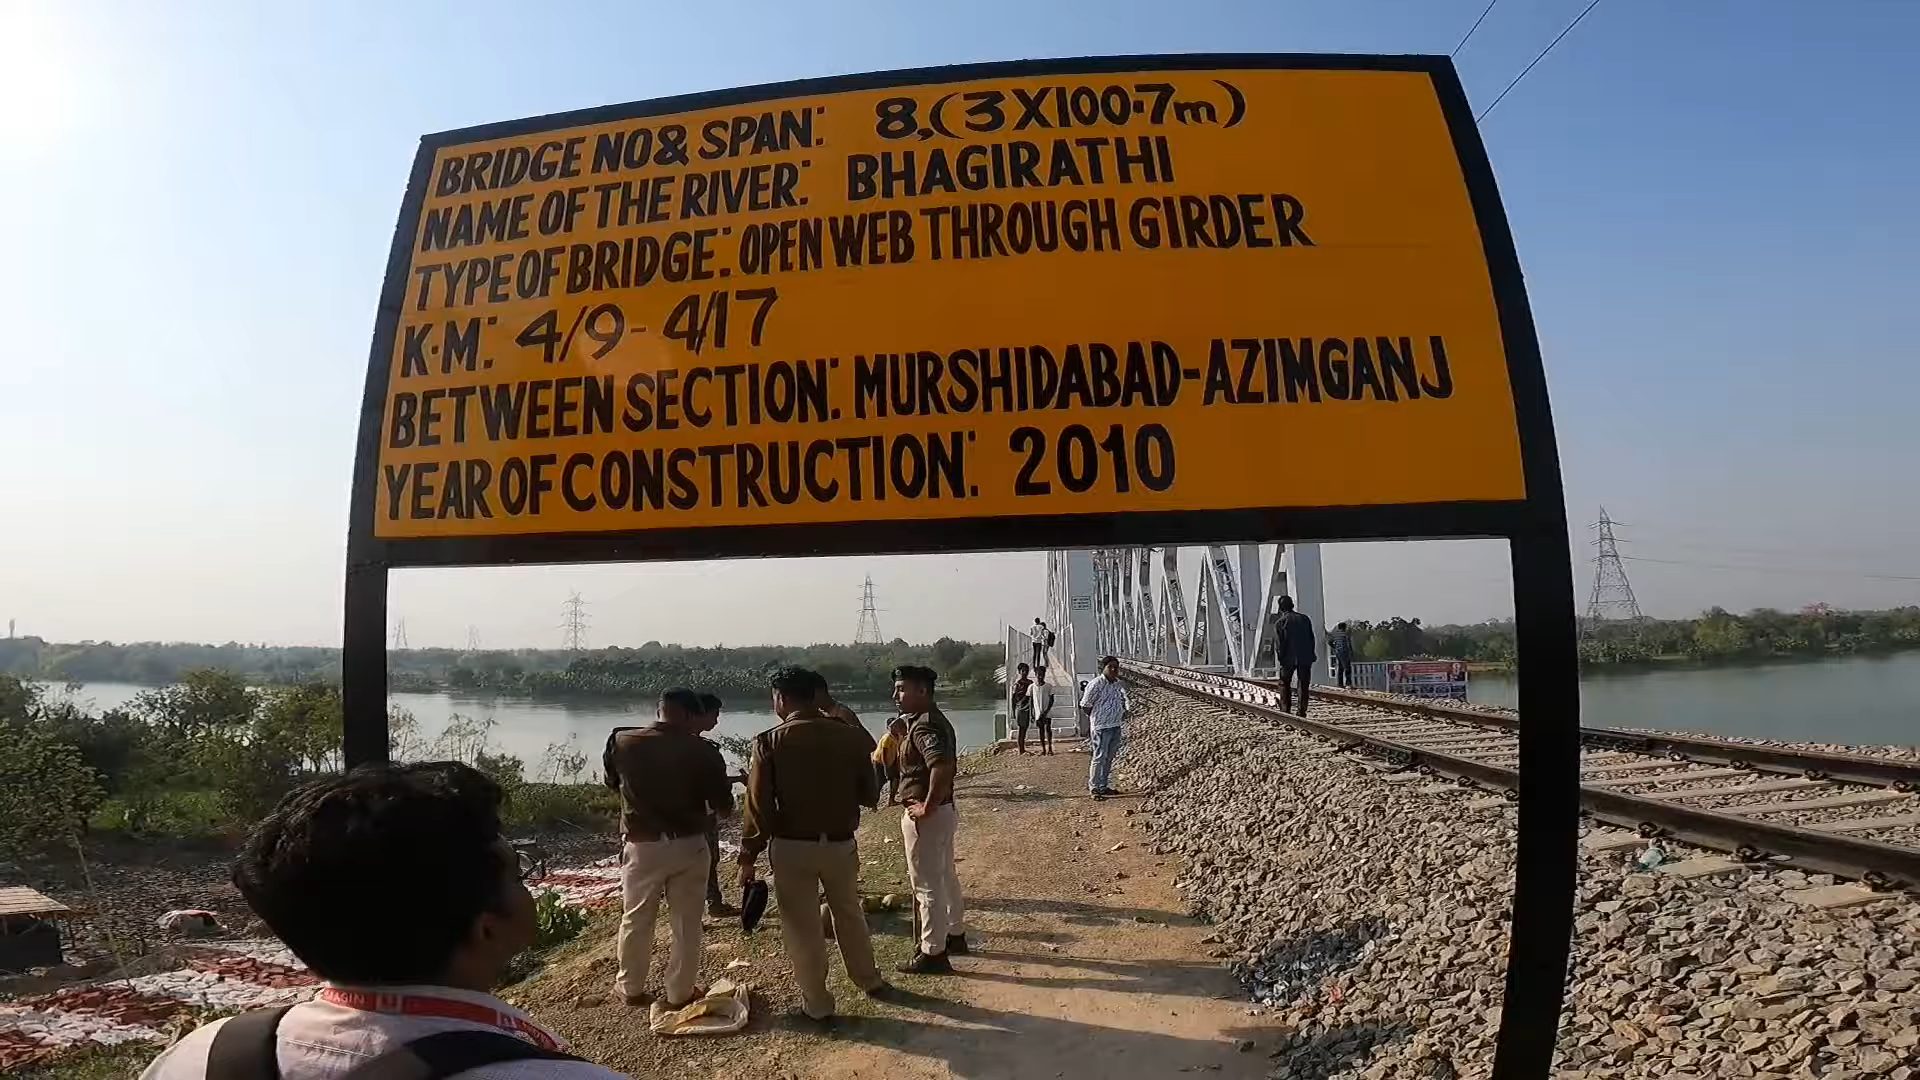 BRIDGE NO& SPAN: 8,(3X100·7m)
NAME OF THE RIVER: BHAGIRATHI
TYPE OF BRIDGE: OPEN WEB THROUGH GIRDER
K·M: 4/9-4/17
BETWEEN SECTION: MURSHIDABAD-AZIMGANJ
YEAR OF CONSTRUCTION: 2010